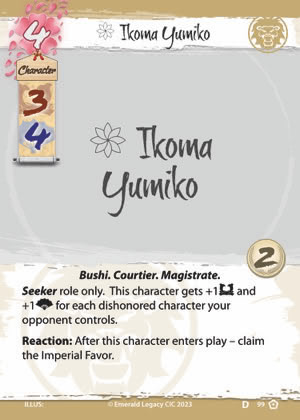 4
Ikoma Yumiko
Character
3
4
Ikoma
Yumiko
2
Bushi. Courtier. Magistrate.
Seeker role only. This character gets +1 and
+1 for each dishonored character your
opponent controls.
Reaction: After this character enters play – claim
the Imperial Favor.
ILLUS:
© Emerald Legacy CIC 2023
D 99